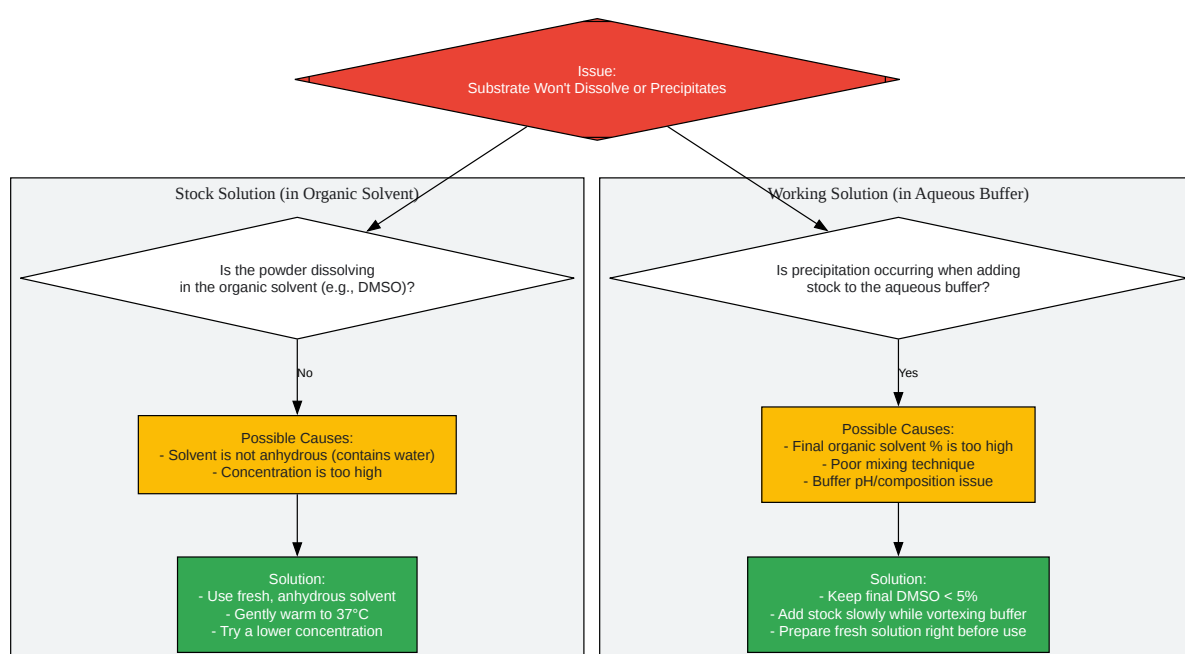 Issue:
Substrate Won't Dissolve or Precipitates
Stock Solution (in Organic Solvent)
Is the powder dissolving
in the organic solvent (e.g., DMSO)?
No
Possible Causes:
- Solvent is not anhydrous (contains water)
- Concentration is too high
Solution:
- Use fresh, anhydrous solvent
- Gently warm to 37°C
- Try a lower concentration
Working Solution (in Aqueous Buffer)
Is precipitation occurring when adding
stock to the aqueous buffer?
Yes
Possible Causes:
- Final organic solvent % is too high
- Poor mixing technique
- Buffer pH/composition issue
Solution:
- Keep final DMSO < 5%
- Add stock slowly while vortexing buffer
- Prepare fresh solution right before use